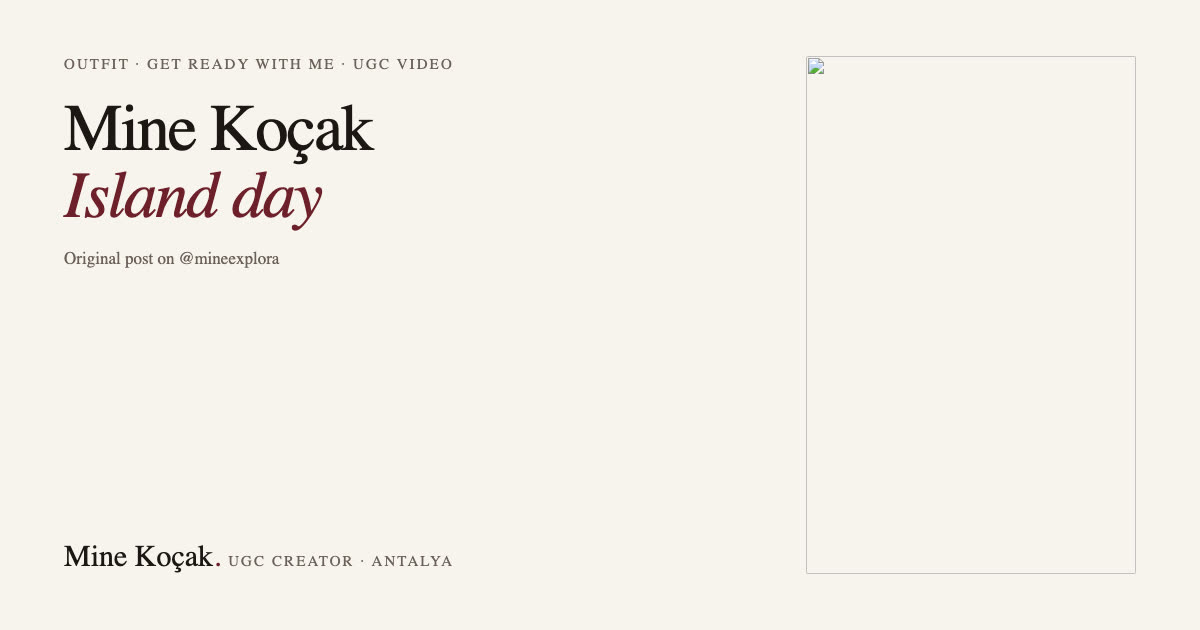 OUTFIT · GET READY WITH ME · UGC VIDEO
Mine Koçak
Island day
Original post on @mineexplora
Mine Koçak. UGC CREATOR · ANTALYA